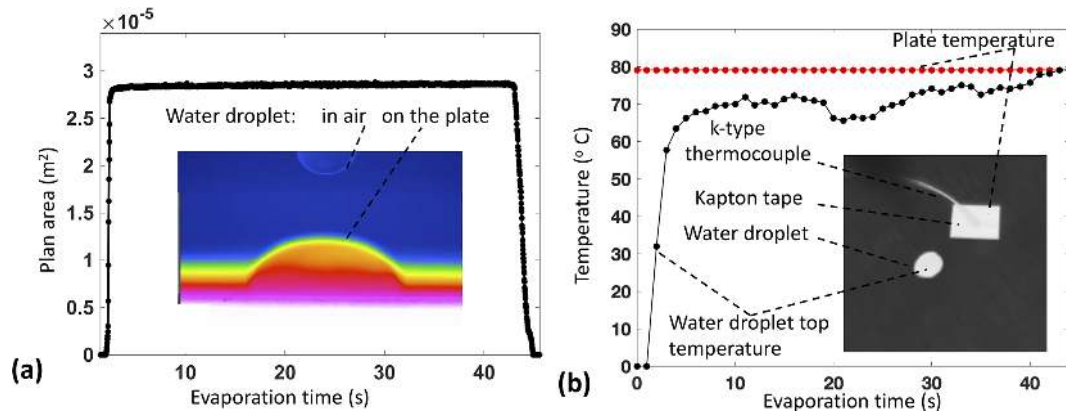 ×10⁻⁵
3
2.5
2
1.5
1
0.5
0
10
20
30
40
Plan area (m²)
Evaporation time (s)
Water droplet: in air on the plate
(a)
90
80
70
60
50
40
30
20
10
0
0
10
20
30
40
Temperature (° C)
Evaporation time (s)
Plate temperature
k-type
thermocouple
Kapton tape
Water droplet
Water droplet top
temperature
(b)